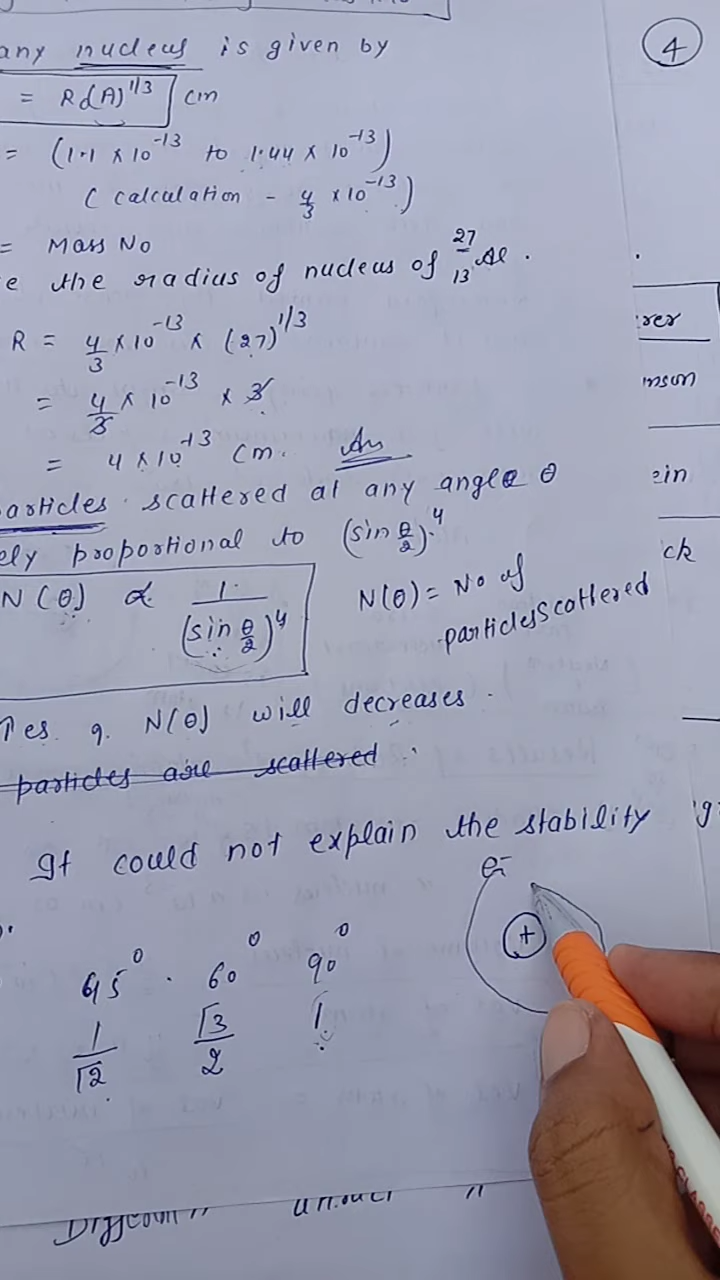 any nucleus is given by
4
= R₀(A)^1/3 cm
= (1.1 × 10^-13 to 1.44 × 10^-13)
( calculation - 4/3 × 10^-13 )
= Mass No
e the radius of nucleus of 27 13 Al .
R = 4/3 × 10^-13 × (27)^1/3
= 4/3 × 10^-13 × 3
= 4 × 10^-13 cm. Ans
articles scattered at any angle θ
ely proportional to (sin θ/2)^4
N(θ) ∝ 1/(sin θ/2)^4
N(θ) = No of
particles scattered
N(θ) will decreases .
particles are scattered
It could not explain the stability
e-
+
45° . 60° 90°
1/√2 √3/2 1
rer
mson
ein
ck